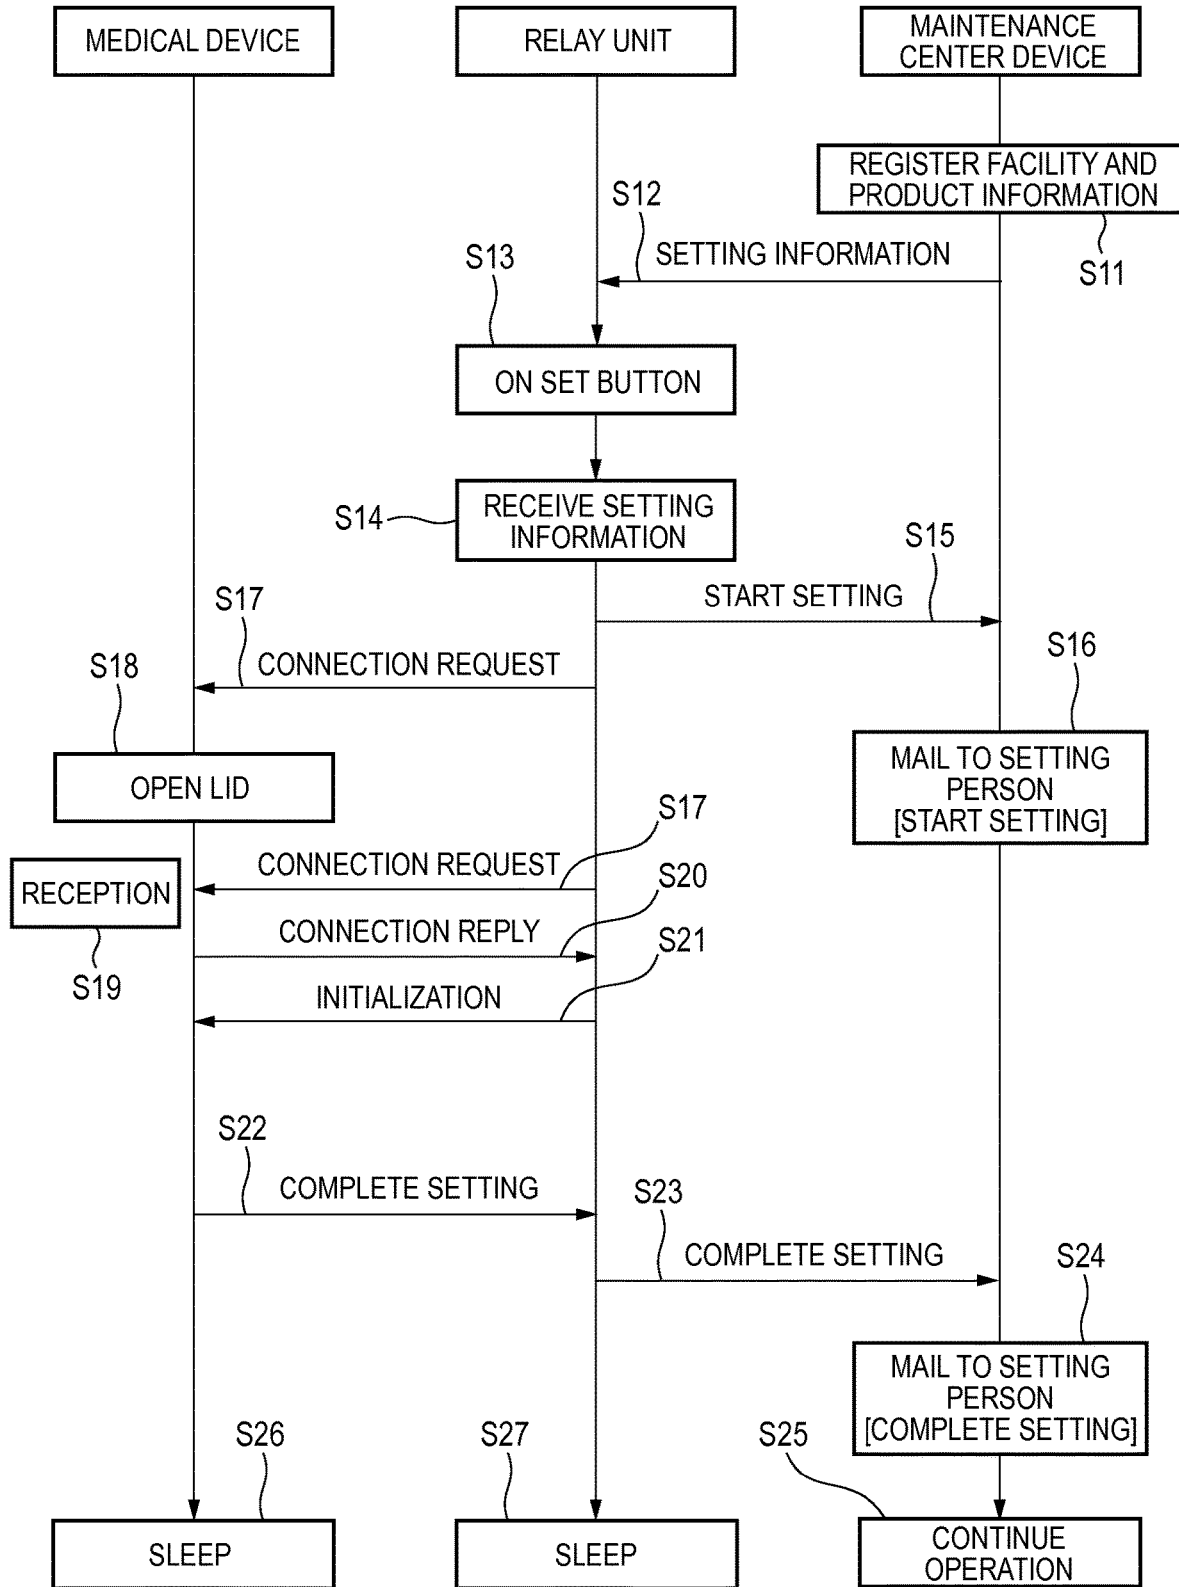 MEDICAL DEVICE
RELAY UNIT
MAINTENANCE
CENTER DEVICE
REGISTER FACILITY AND
PRODUCT INFORMATION
S11
S12
SETTING INFORMATION
S13
ON SET BUTTON
S14
RECEIVE SETTING
INFORMATION
S15
START SETTING
S17
CONNECTION REQUEST
S16
MAIL TO SETTING
PERSON
[START SETTING]
S18
OPEN LID
S17
CONNECTION REQUEST
RECEPTION
S19
S20
CONNECTION REPLY
S21
INITIALIZATION
S22
COMPLETE SETTING
S23
COMPLETE SETTING
S24
MAIL TO SETTING
PERSON
[COMPLETE SETTING]
S26
SLEEP
S27
SLEEP
S25
CONTINUE
OPERATION